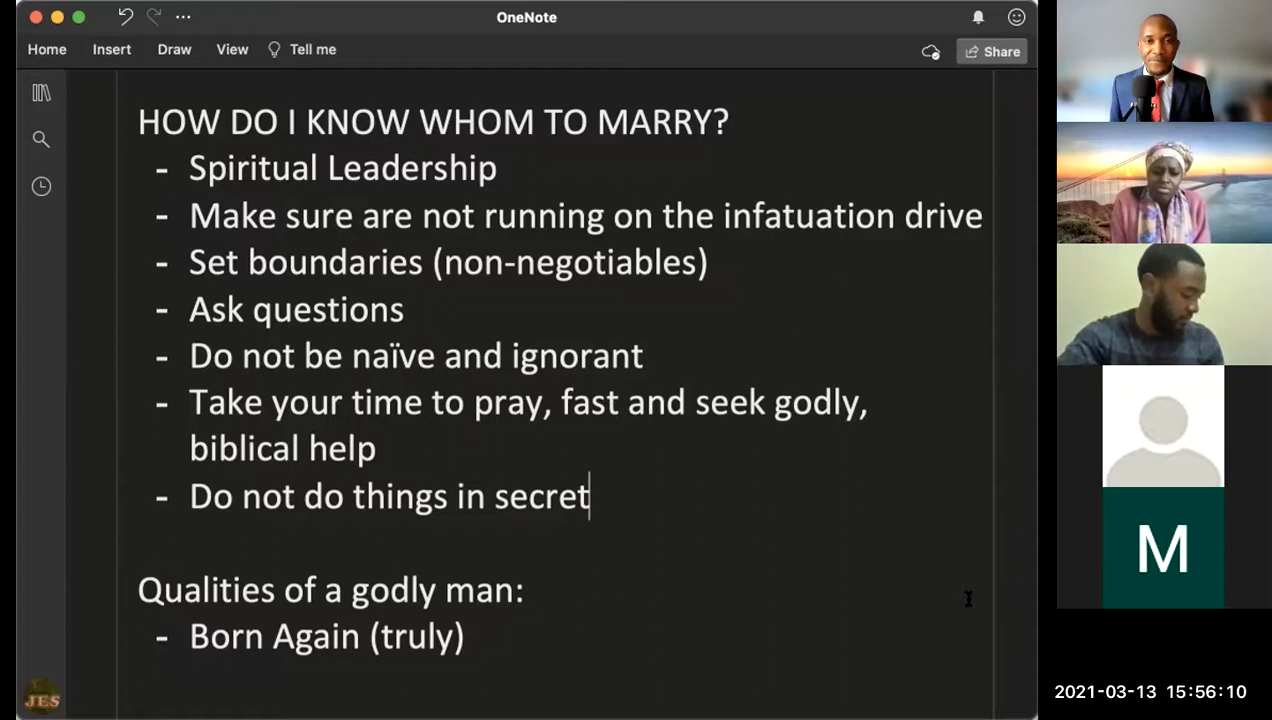 OneNote
Home Insert Draw View Tell me Share
HOW DO I KNOW WHOM TO MARRY?
- Spiritual Leadership
- Make sure are not running on the infatuation drive
- Set boundaries (non-negotiables)
- Ask questions
- Do not be naïve and ignorant
- Take your time to pray, fast and seek godly,
biblical help
- Do not do things in secret
Qualities of a godly man:
- Born Again (truly)
JES
M
2021-03-13 15:56:10